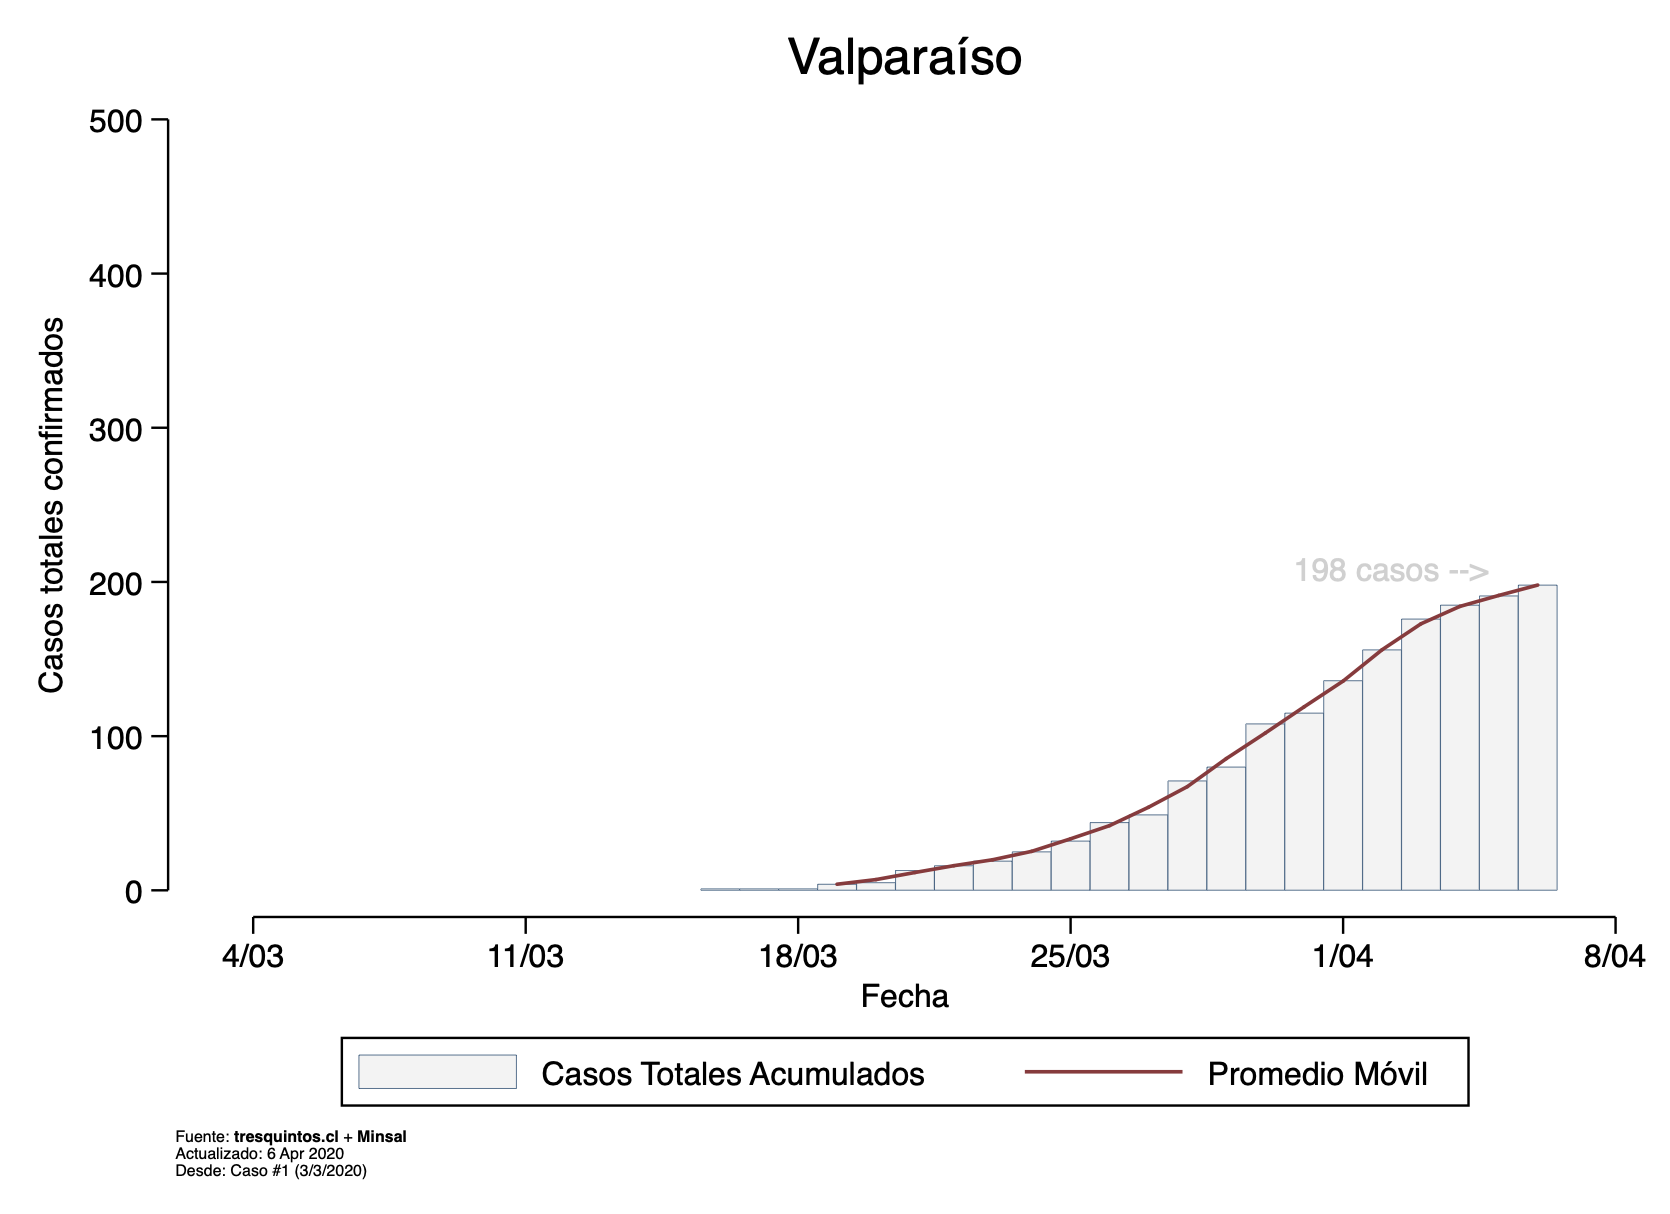 Valparaíso
500
400
300
200
100
0
Casos totales confirmados
198 casos -->
4/03 11/03 18/03 25/03 1/04 8/04
Fecha
Casos Totales Acumulados Promedio Móvil
Fuente: tresquintos.cl + Minsal
Actualizado: 6 Apr 2020
Desde: Caso #1 (3/3/2020)